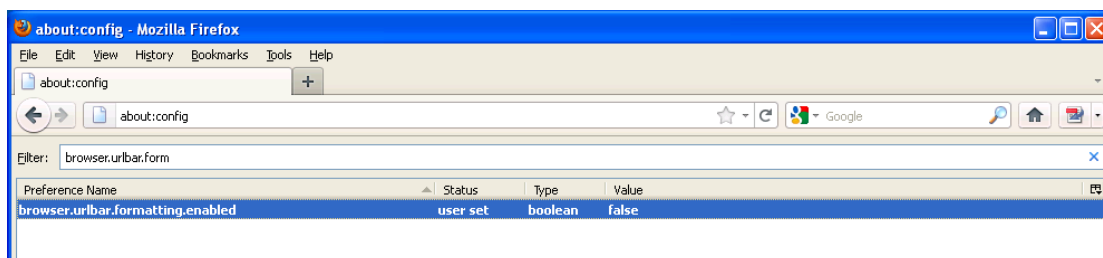 about:config - Mozilla Firefox
File Edit View History Bookmarks Tools Help
about:config
about:config Google
Filter: browser.urlbar.form
Preference Name Status Type Value
browser.urlbar.formatting.enabled user set boolean false